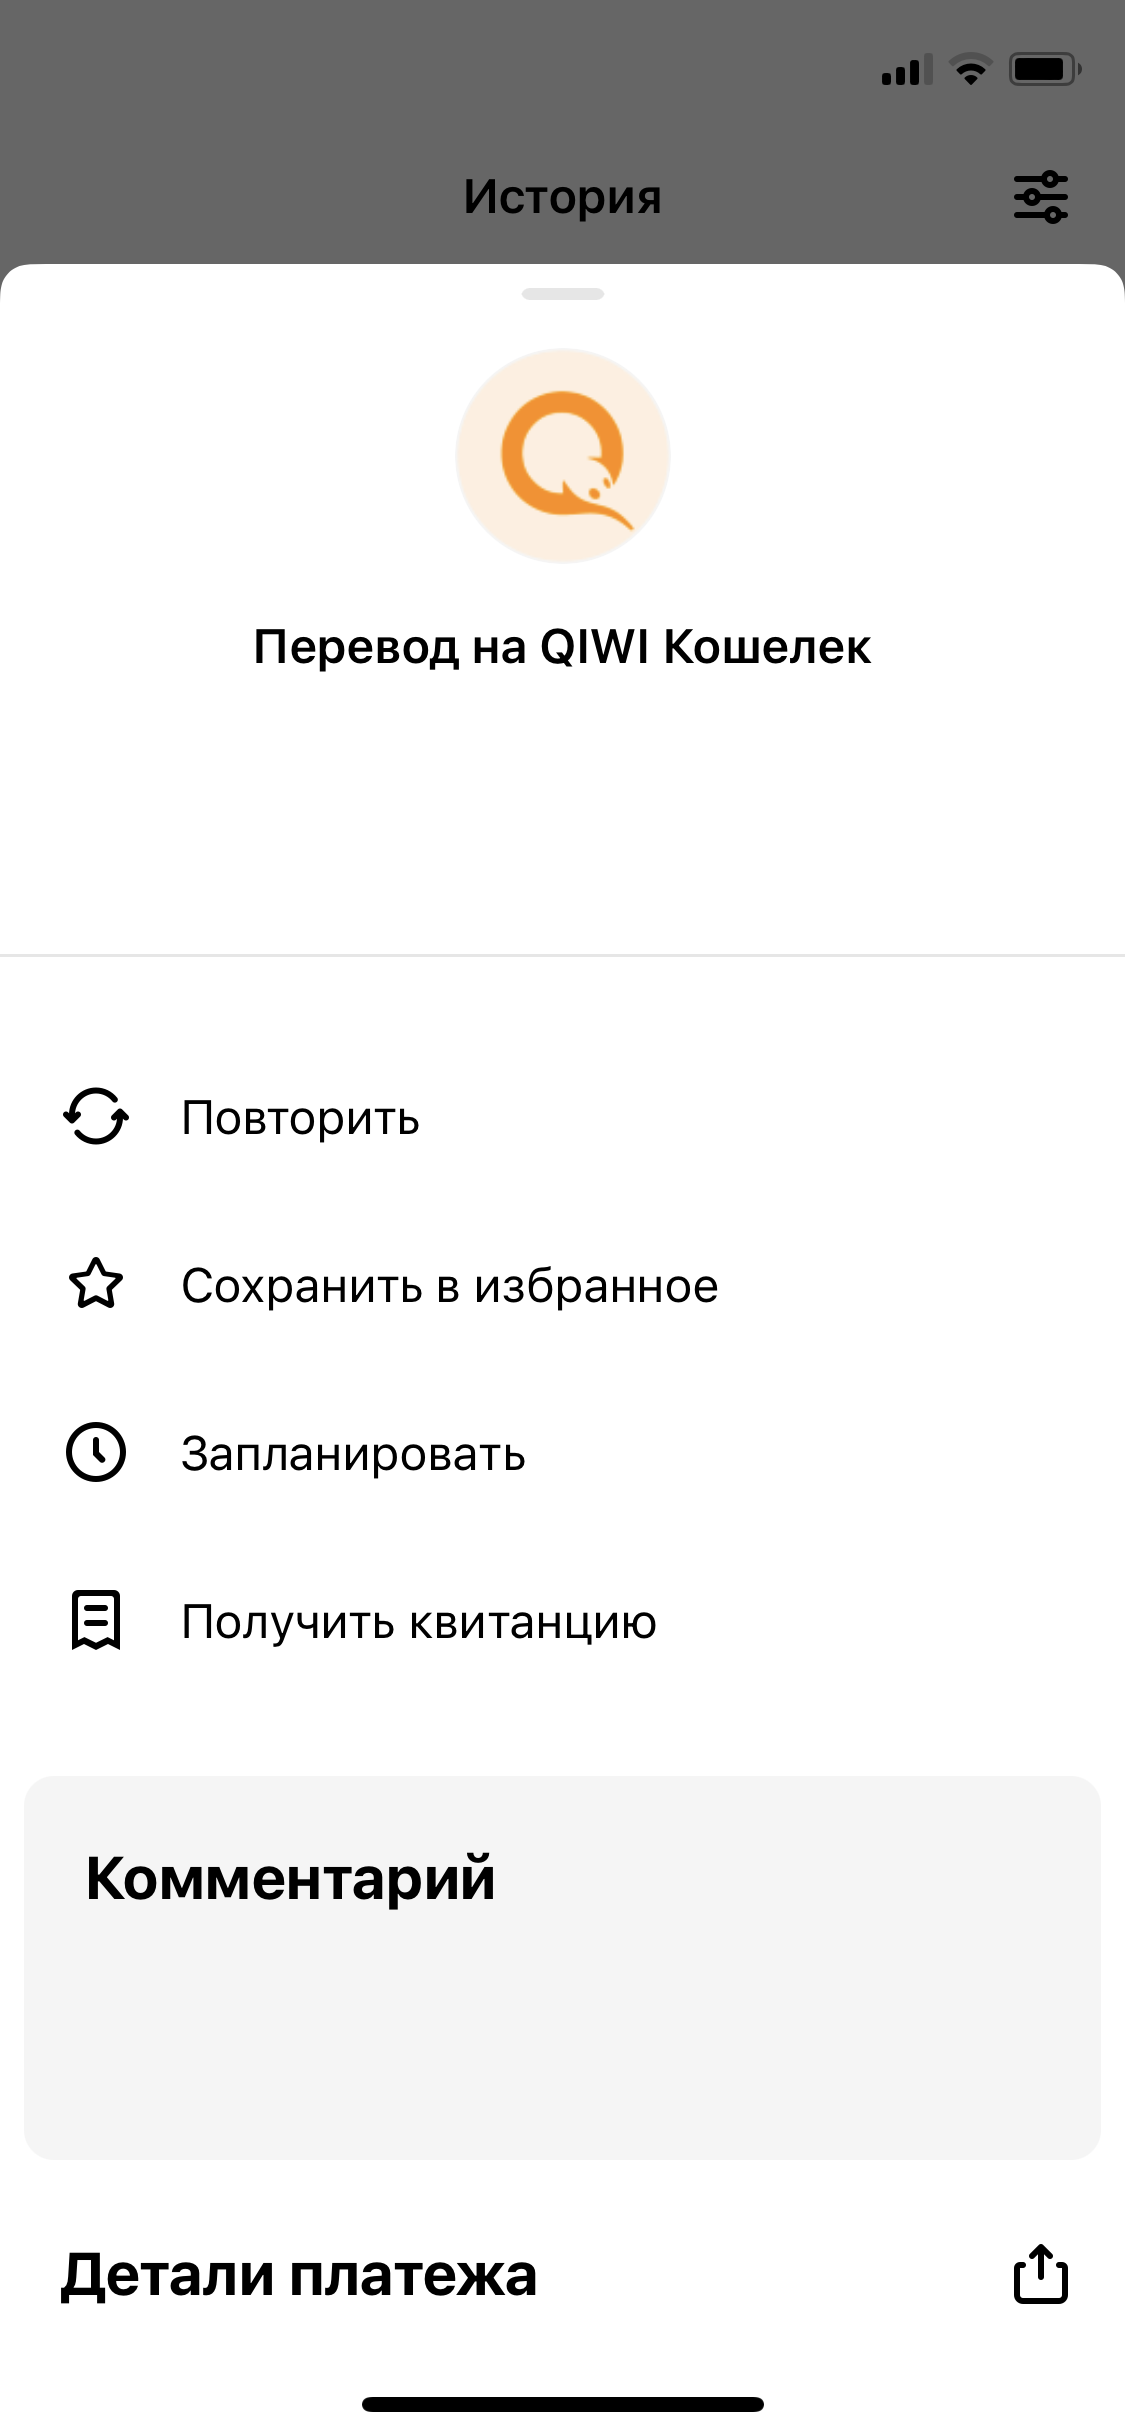 История
Перевод на QIWI Кошелек
Повторить
Сохранить в избранное
Запланировать
Получить квитанцию
Комментарий
Детали платежа